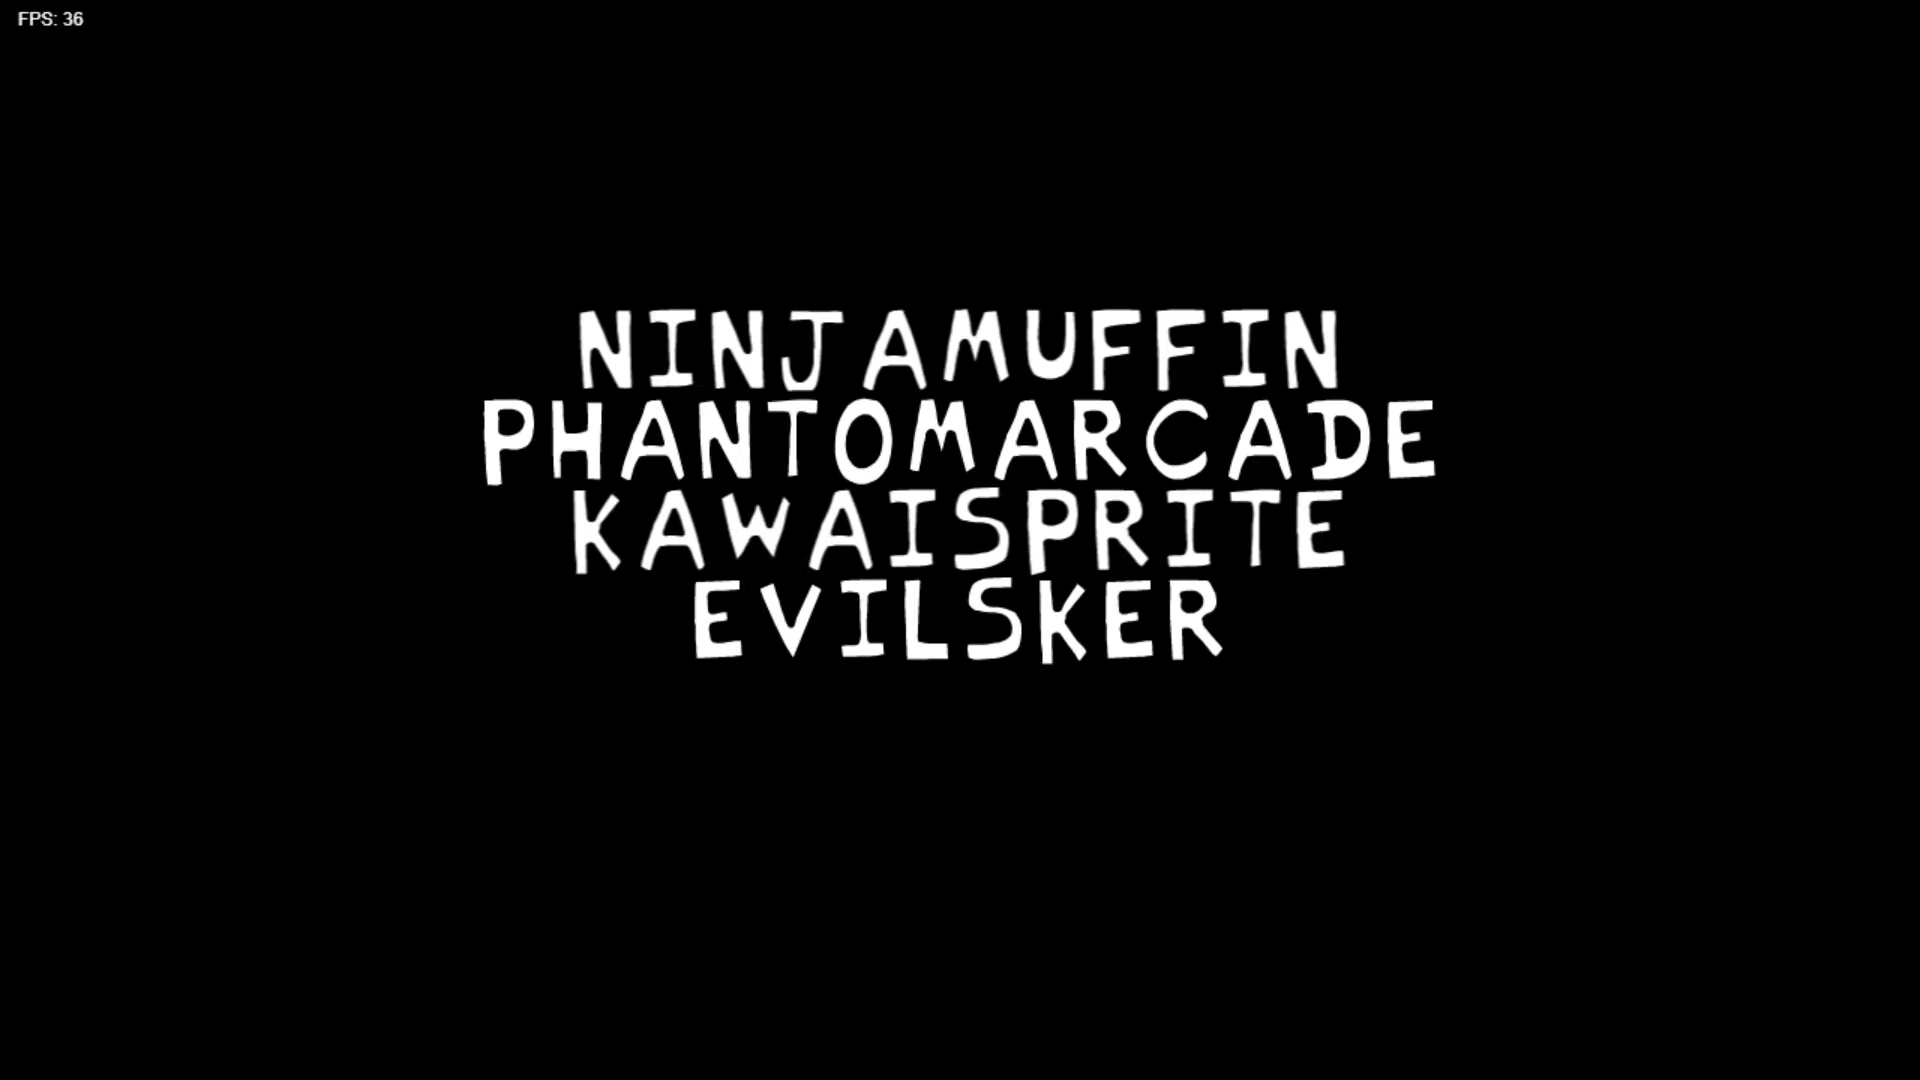 FPS: 36
NINJAMUFFIN
PHANTOMARCADE
KAWAISPRITE
EVILSKER